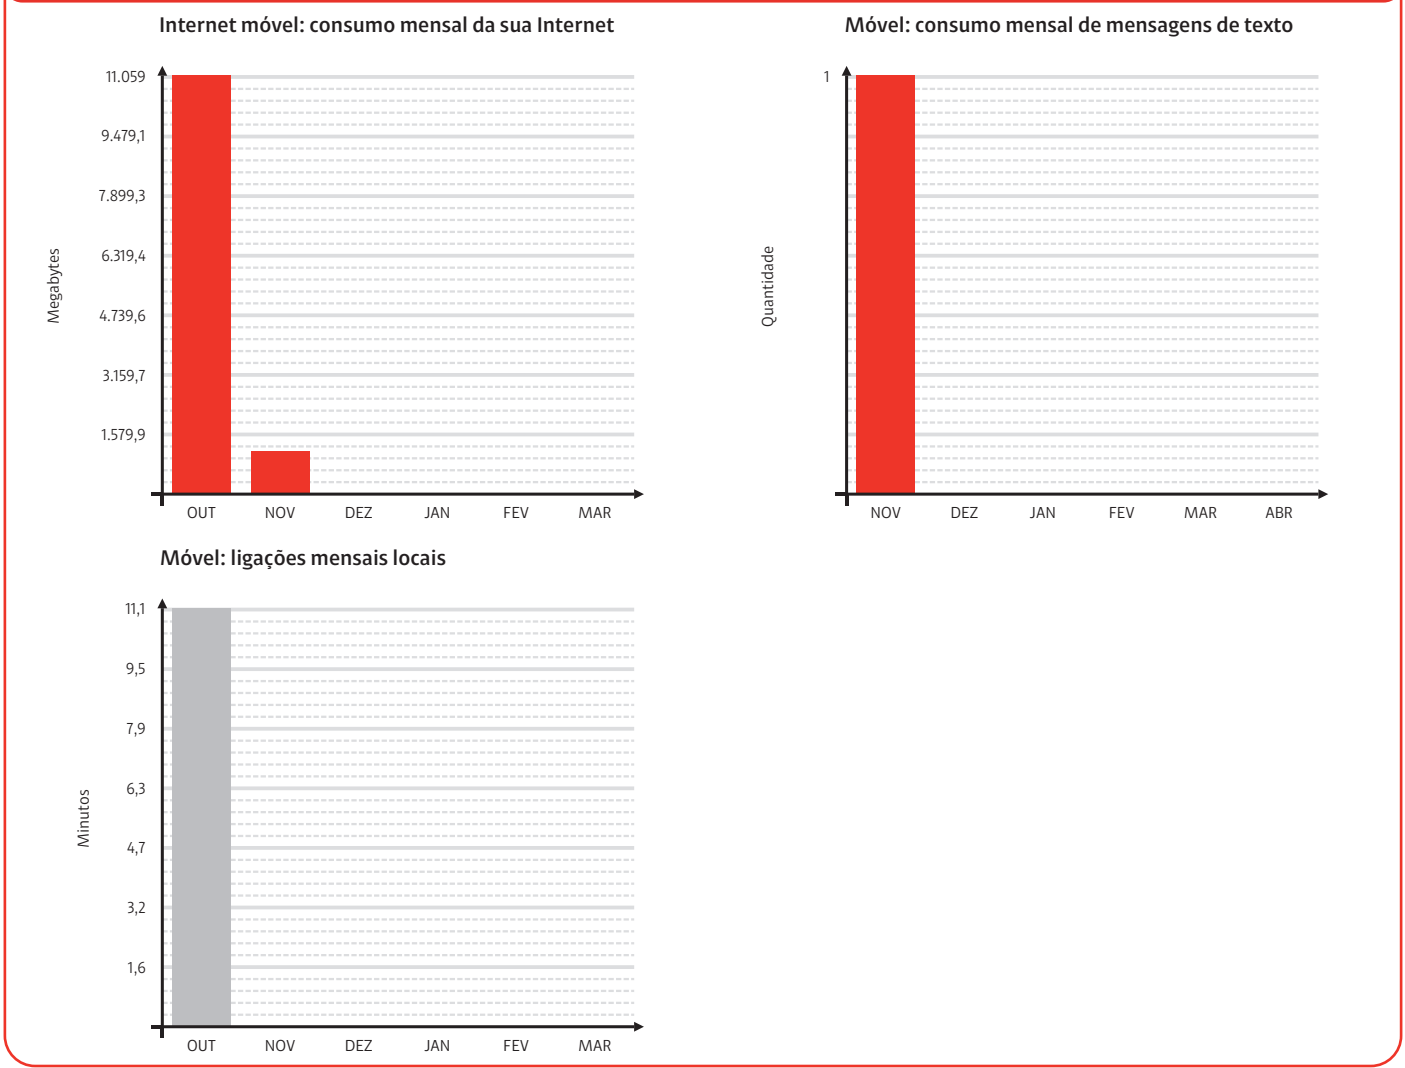 Internet móvel: consumo mensal da sua Internet
11.059
9.479,1
7.899,3
6.319,4
4.739,6
3.159,7
1.579,9
Megabytes
OUT NOV DEZ JAN FEV MAR
Móvel: consumo mensal de mensagens de texto
1
Quantidade
NOV DEZ JAN FEV MAR ABR
Móvel: ligações mensais locais
11,1
9,5
7,9
6,3
4,7
3,2
1,6
Minutos
OUT NOV DEZ JAN FEV MAR